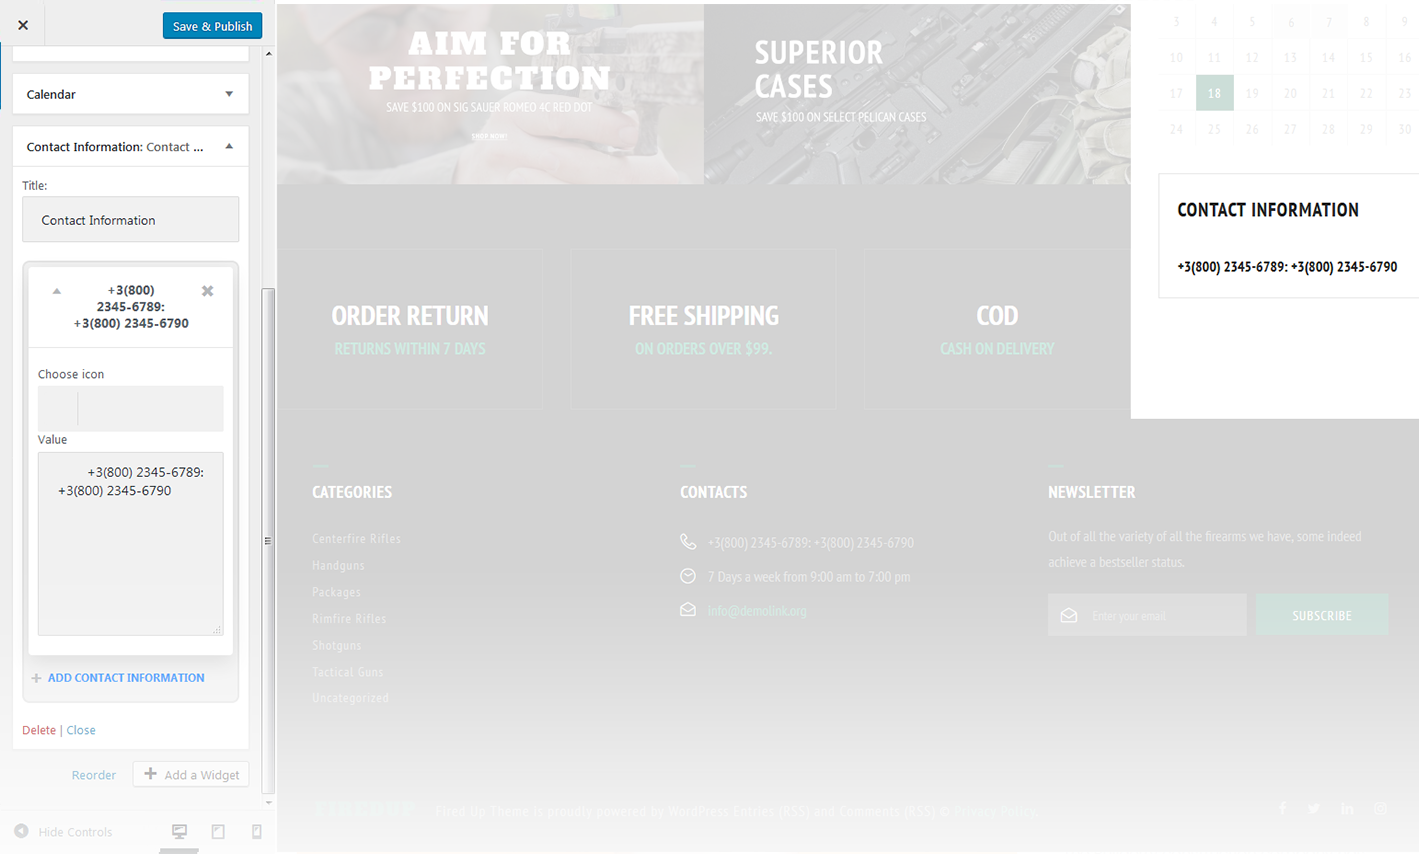 Save & Publish
Calendar
Contact Information: Contact ...
Title:
Contact Information
+3(800)
2345-6789:
+3(800) 2345-6790
Choose icon
Value
+3(800) 2345-6789:
+3(800) 2345-6790
ADD CONTACT INFORMATION
Delete | Close
Reorder
Add a Widget
Hide Controls
AIM FOR
PERFECTION
SAVE $100 ON SIG SAUER ROMEO 4C RED DOT
SHOP NOW!
SUPERIOR
CASES
SAVE $100 ON SELECT PELICAN CASES
3 4 5 6 7 8 9
10 11 12 13 14 15 16
17 18 19 20 21 22 23
24 25 26 27 28 29 30
CONTACT INFORMATION
+3(800) 2345-6789: +3(800) 2345-6790
ORDER RETURN
RETURNS WITHIN 7 DAYS
FREE SHIPPING
ON ORDERS OVER $99.
COD
CASH ON DELIVERY
CATEGORIES
Centerfire Rifles
Handguns
Packages
Rimfire Rifles
Shotguns
Tactical Guns
Uncategorized
CONTACTS
+3(800) 2345-6789: +3(800) 2345-6790
7 Days a week from 9:00 am to 7:00 pm
info@demolink.org
NEWSLETTER
Out of all the variety of all the firearms we have, some indeed
achieve a bestseller status.
Enter your email
SUBSCRIBE
Fired Up Theme is proudly powered by WordPress Entries (RSS) and Comments (RSS) © Privacy Policy